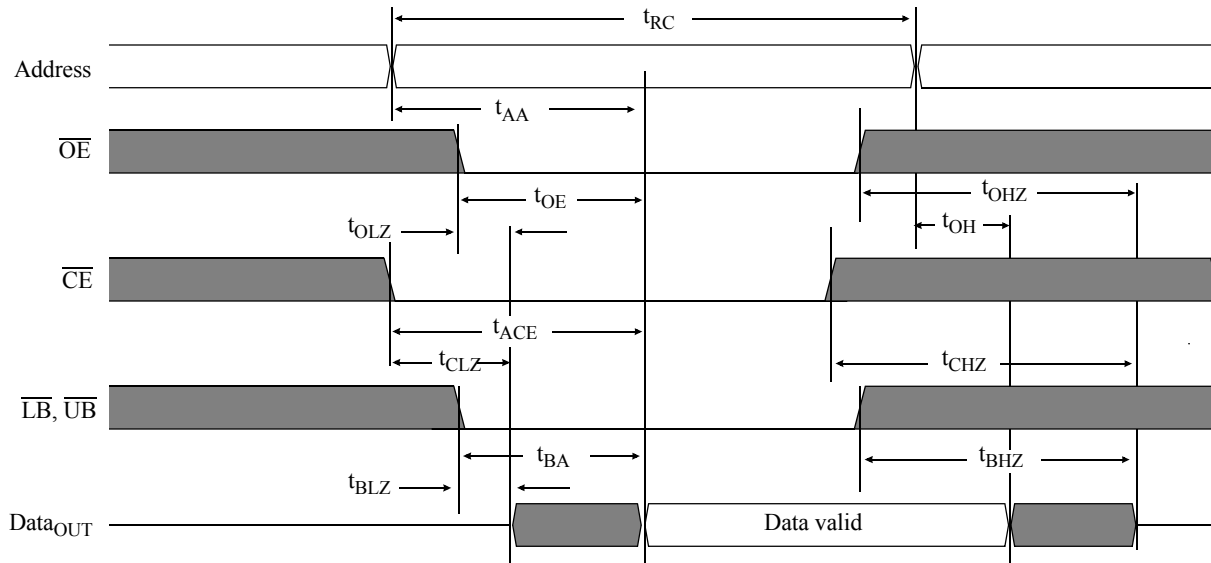 tRC
Address
tAA
OE
tOE
tOHZ
tOLZ
tOH
CE
tACE
tCLZ
tCHZ
LB, UB
tBA
tBHZ
tBLZ
DataOUT
Data valid